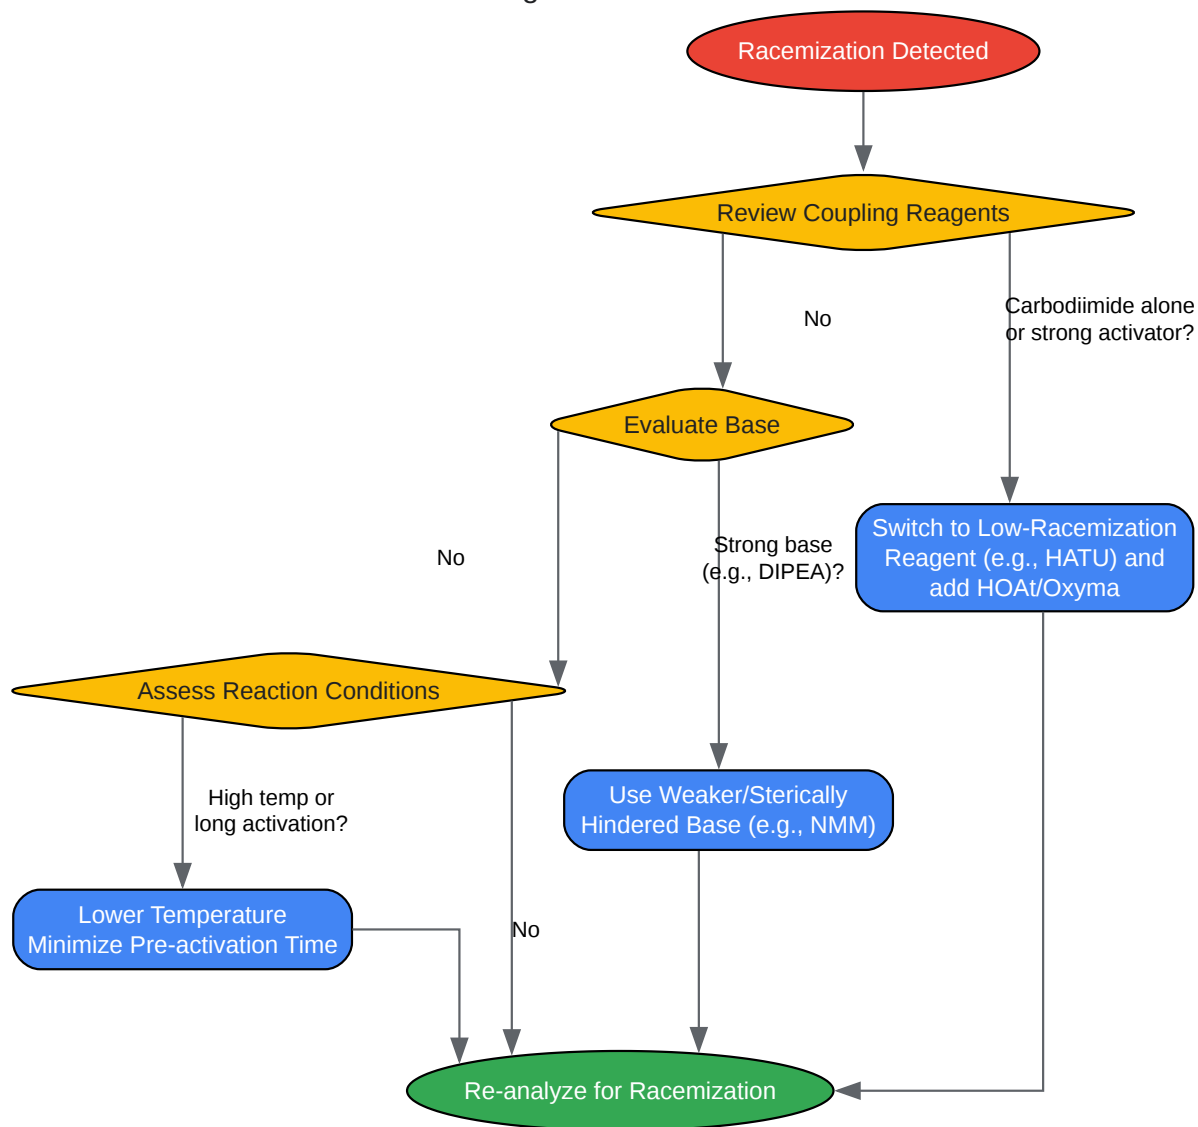 Racemization Detected
Review Coupling Reagents
No
Carbodiimide alone
or strong activator?
Evaluate Base
No
Strong base
(e.g., DIPEA)?
Switch to Low-Racemization
Reagent (e.g., HATU) and
add HOAt/Oxyma
Assess Reaction Conditions
High temp or
long activation?
Use Weaker/Sterically
Hindered Base (e.g., NMM)
Lower Temperature
Minimize Pre-activation Time
No
Re-analyze for Racemization